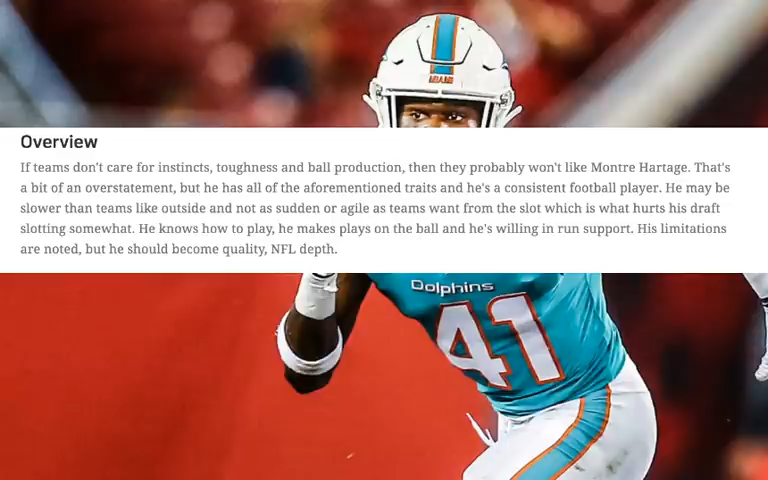 MIAMI
Overview
If teams don't care for instincts, toughness and ball production, then they probably won't like Montre Hartage. That's
a bit of an overstatement, but he has all of the aforementioned traits and he's a consistent football player. He may be
slower than teams like outside and not as sudden or agile as teams want from the slot which is what hurts his draft
slotting somewhat. He knows how to play, he makes plays on the ball and he's willing in run support. His limitations
are noted, but he should become quality, NFL depth.
Dolphins
41